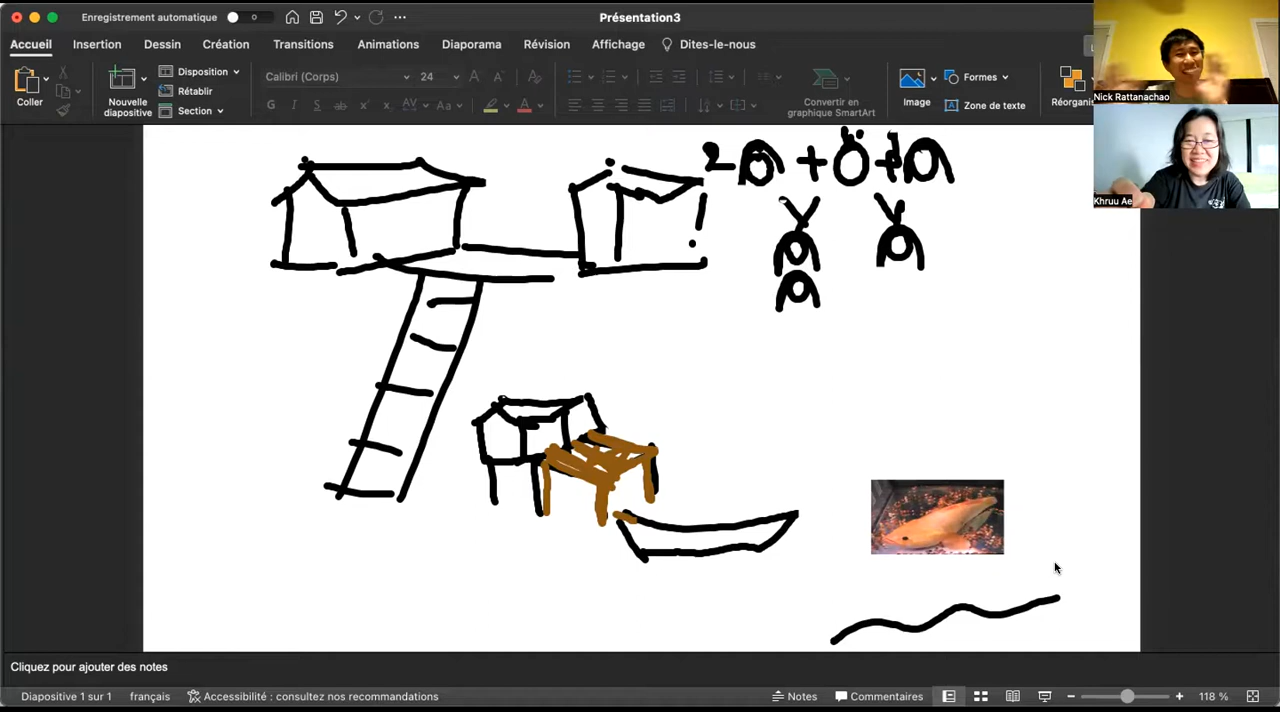 Enregistrement automatique
Présentation3
Accueil Insertion Dessin Création Transitions Animations Diaporama Révision Affichage Dites-le-nous
Coller
Nouvelle diapositive
Disposition
Rétablir
Section
Calibri (Corps) 24
Convertir en graphique SmartArt
Image
Formes
Zone de texte
Réorganis
Nick Rattanachao
Khruu Ae
Cliquez pour ajouter des notes
Diapositive 1 sur 1 français Accessibilité : consultez nos recommandations Notes Commentaires 118 %